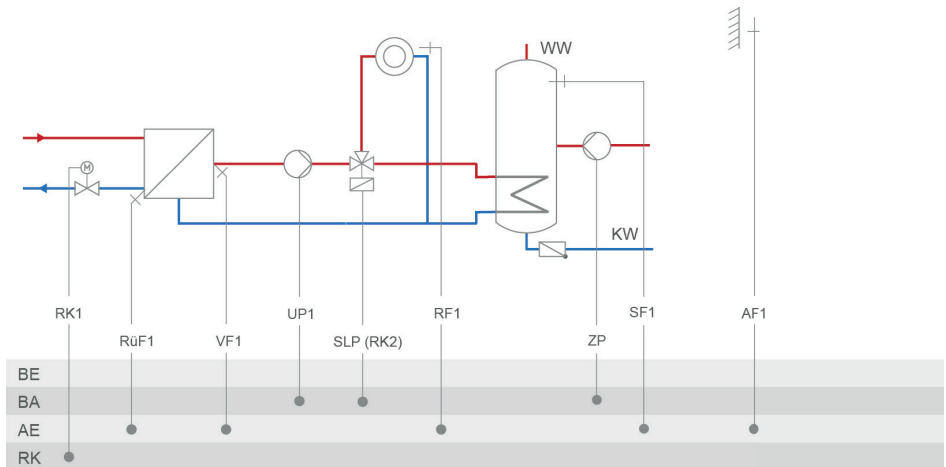 WW
M
KW
RK1 UP1 RF1 SF1 AF1
RüF1 VF1 SLP (RK2) ZP
BE
BA
AE
RK